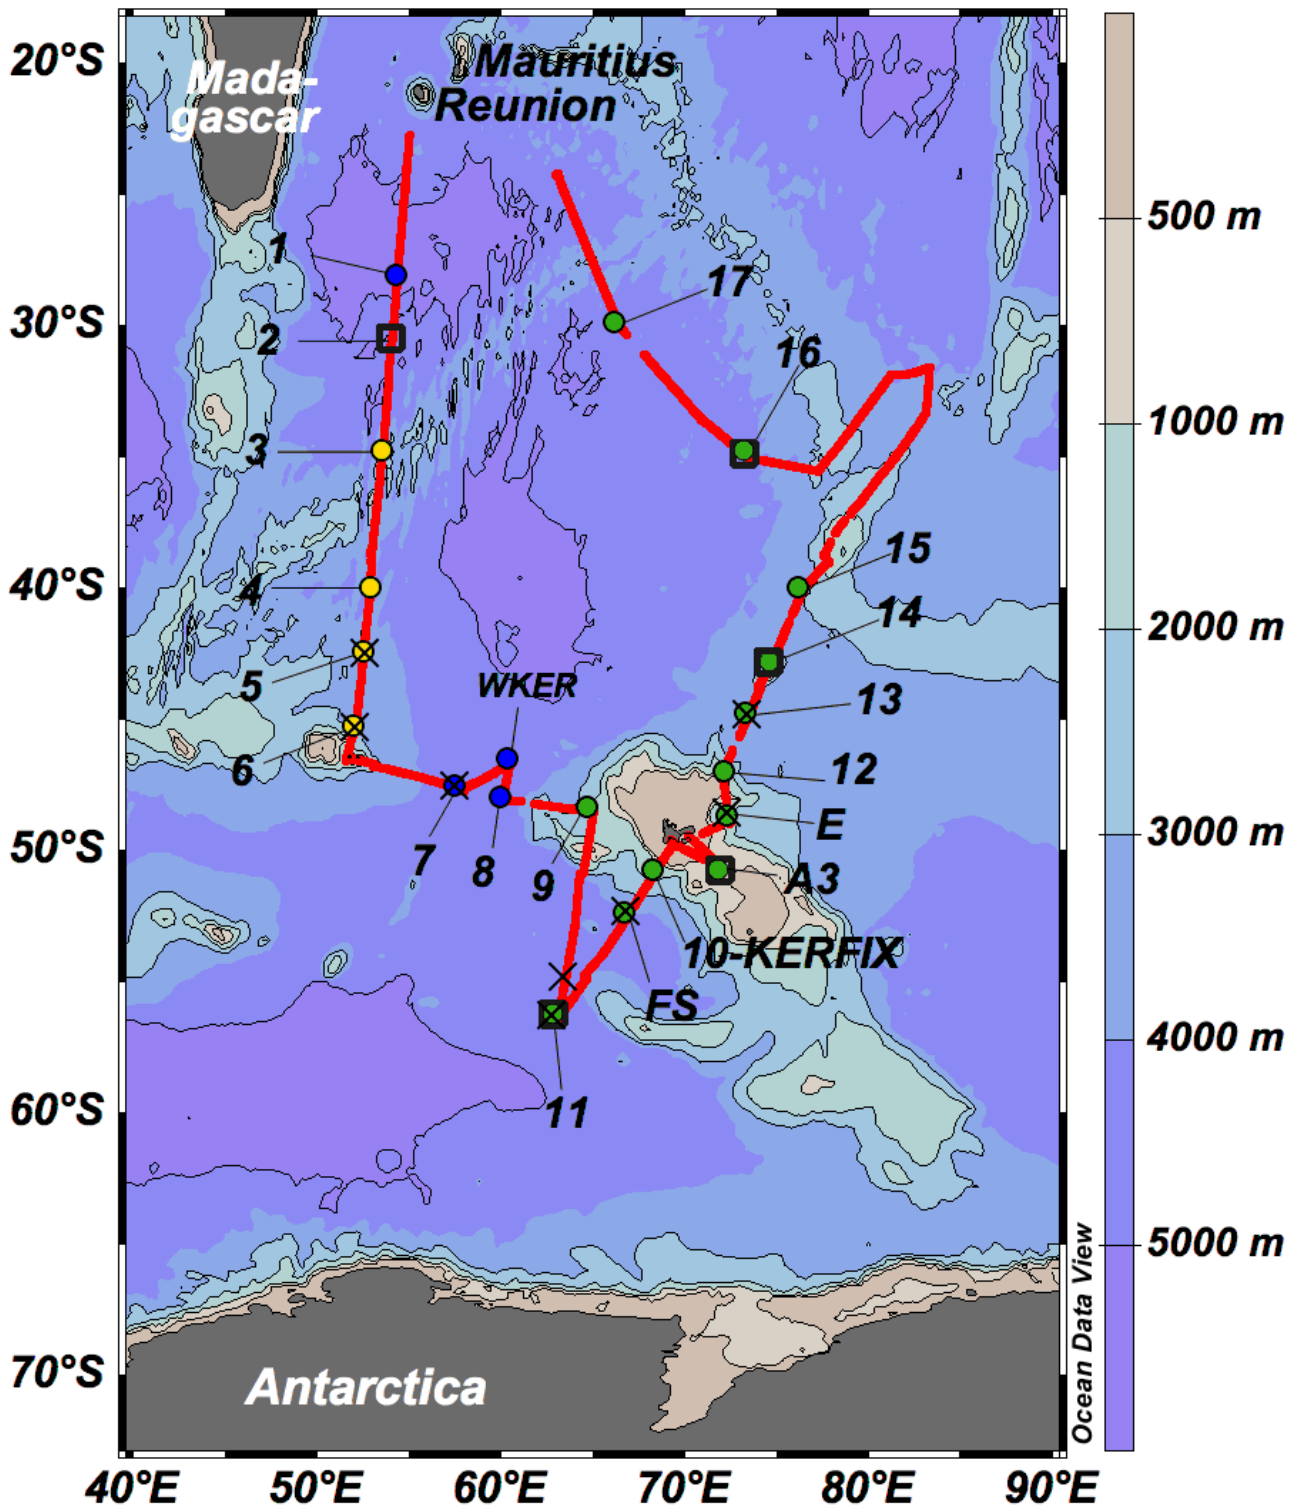 20°S
30°S
40°S
50°S
60°S
70°S
40°E
50°E
60°E
70°E
80°E
90°E
Mada-
gascar
Mauritius
Reunion
1
2
3
4
5
6
7
8
WKER
9
10-KERFIX
11
FS
A3
E
12
13
14
15
16
17
Antarctica
Ocean Data View
500 m
1000 m
2000 m
3000 m
4000 m
5000 m